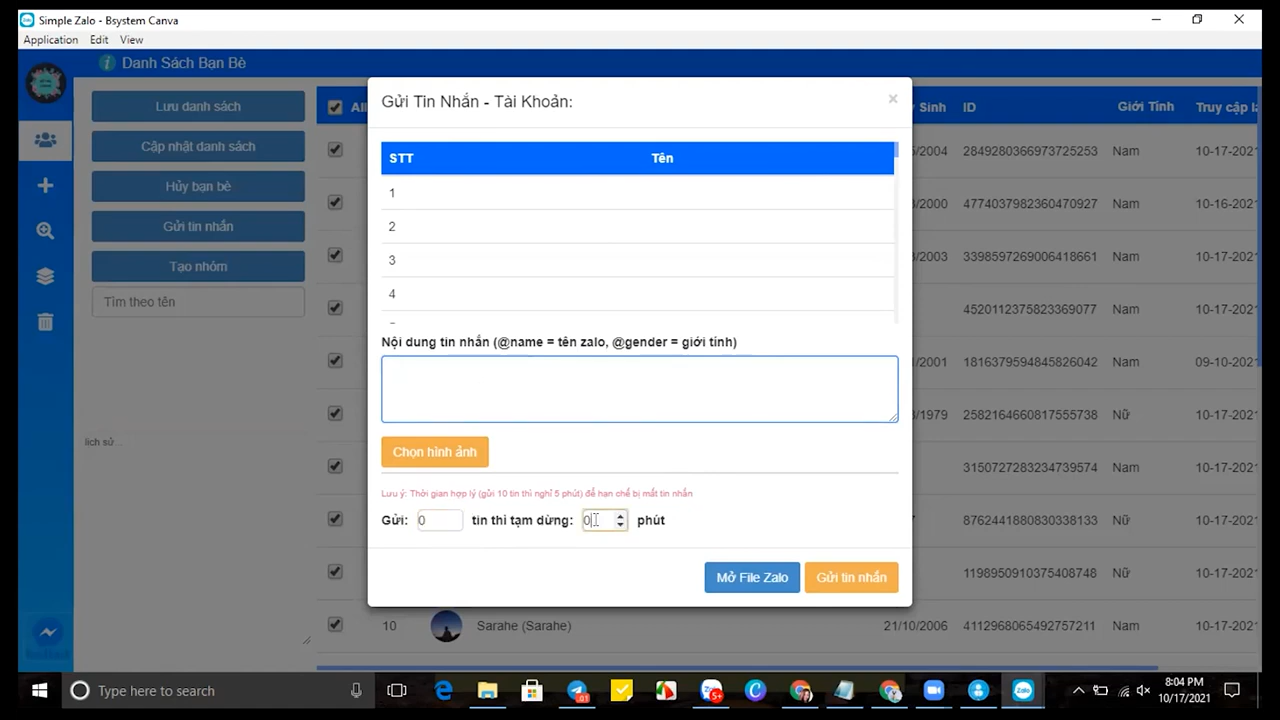 Simple Zalo - Bsystem Canva
Application Edit View
Danh Sách Bạn Bè
Lưu danh sách
Cập nhật danh sách
Hủy bạn bè
Gửi tin nhắn
Tạo nhóm
Tìm theo tên
lich sử...
All Sinh ID Giới Tính Truy cập
/2004 2849280366973725253 Nam 10-17-2021
/2000 4774037982360470927 Nam 10-16-2021
/2003 3398597269006418661 Nam 10-17-2021
4520112375823369077 Nam 10-17-2021
/2001 1816379594845826042 Nam 09-10-2021
/1979 2582164660817555738 Nữ 10-17-2021
3150727283234739574 Nam 10-17-2021
8762441880830338133 Nữ 10-17-2021
1198950910375408748 Nữ 10-17-2021
10 Sarahe (Sarahe) 21/10/2006 4112968065492757211 Nam 10-17-2021
Gửi Tin Nhắn - Tài Khoản:
×
STT Tên
1
2
3
4
Nội dung tin nhắn (@name = tên zalo, @gender = giới tính)
Chọn hình ảnh
Lưu ý: Thời gian hợp lý (gửi 10 tin thì nghỉ 5 phút) để hạn chế bị mất tin nhắn
Gửi: 0 tin thì tạm dừng: 0 phút
Mở File Zalo Gửi tin nhắn
Type here to search
8:04 PM
10/17/2021